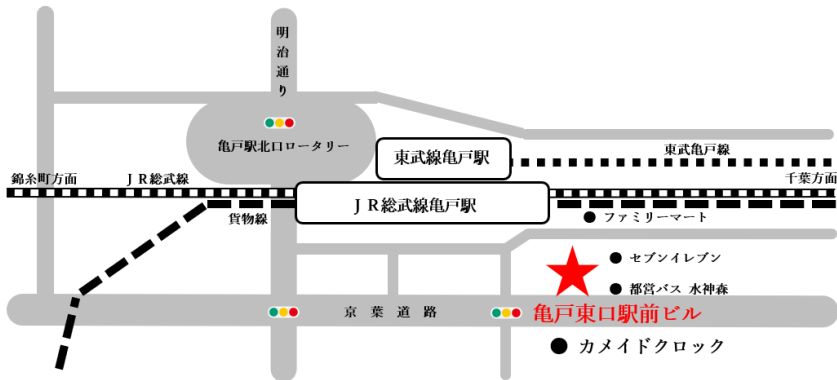 明治通り
亀戸駅北口ロータリー
東武線亀戸駅
東武亀戸線
錦糸町方面
ＪＲ総武線
千葉方面
ＪＲ総武線亀戸駅
貨物線
ファミリーマート
セブンイレブン
都営バス 水神森
京葉道路
亀戸東口駅前ビル
カメイドクロック